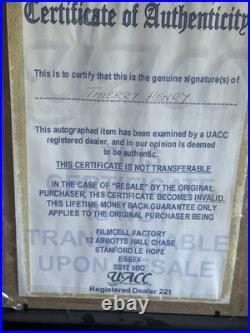 Certificate of Authenticity
This is to certify that this is the genuine signature(s) of
THIERRY HENRY
This autographed item has been examined by a UACC
registered dealer, and in our opinion is deemed
to be authentic.
THIS CERTIFICATE IS NOT TRANSFERABLE
IN THE CASE OF "RESALE" BY THE ORIGINAL
PURCHASER, THIS CERTIFICATE BECOMES INVALID.
THIS LIFETIME MONEY BACK GUARANTEE ONLY
APPLIES TO THE ORIGINAL PURCHASER BEING
FILMCELL FACTORY
12 ABBOTTS HALL CHASE
STANFORD LE HOPE
ESSEX
UACC
Registered Dealer 221